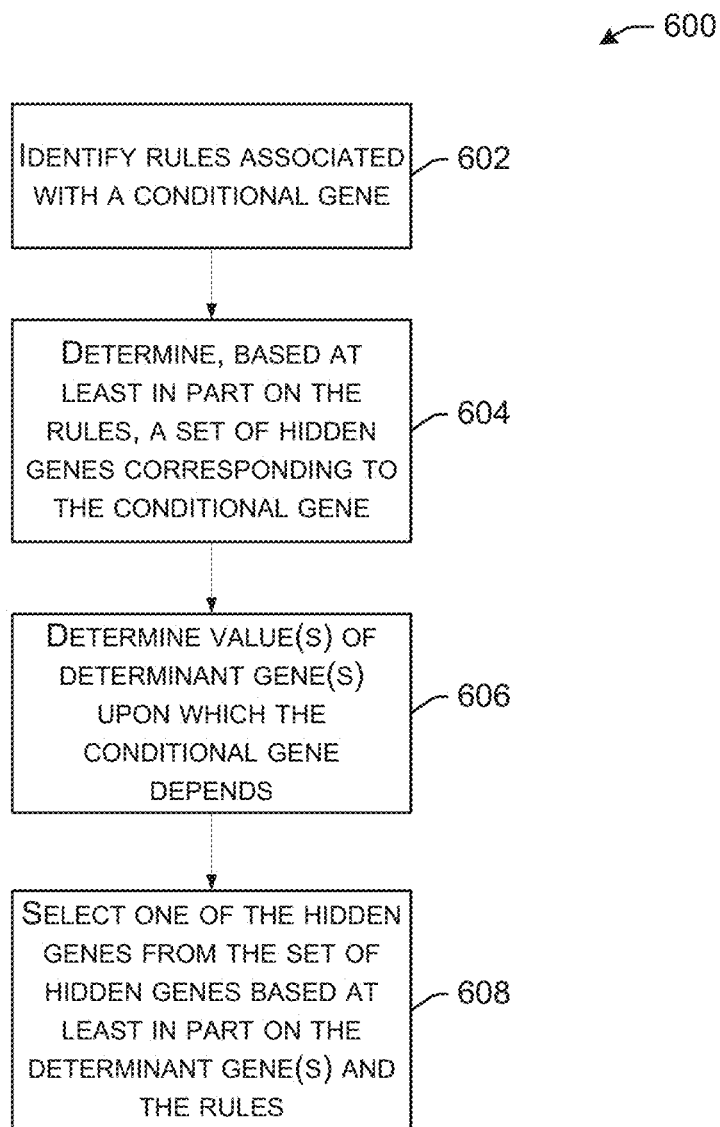 600
IDENTIFY RULES ASSOCIATED
WITH A CONDITIONAL GENE
602
DETERMINE, BASED AT
LEAST IN PART ON THE
RULES, A SET OF HIDDEN
GENES CORRESPONDING TO
THE CONDITIONAL GENE
604
DETERMINE VALUE(S) OF
DETERMINANT GENE(S)
UPON WHICH THE
CONDITIONAL GENE
DEPENDS
606
SELECT ONE OF THE HIDDEN
GENES FROM THE SET OF
HIDDEN GENES BASED AT
LEAST IN PART ON THE
DETERMINANT GENE(S) AND
THE RULES
608